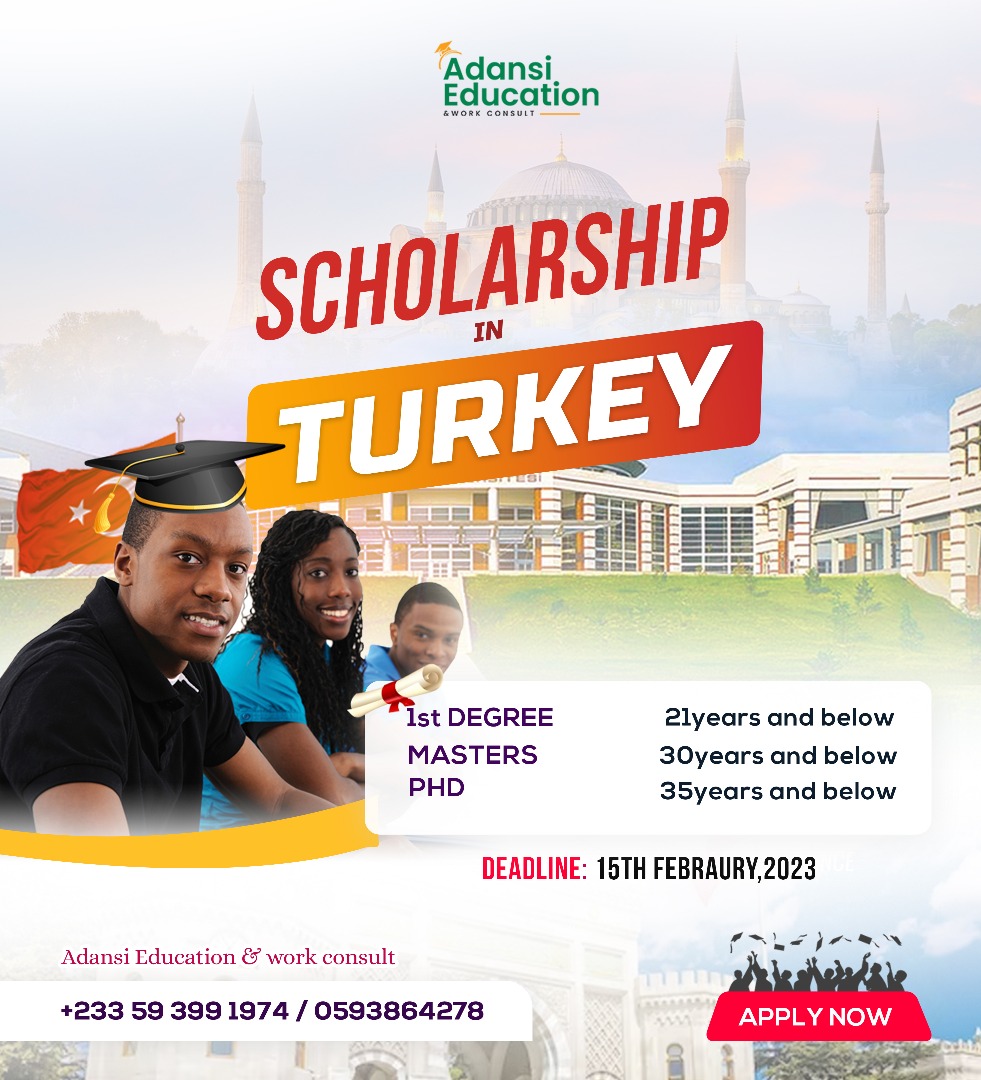 Adansi
Education
& WORK CONSULT
SCHOLARSHIP
IN
TURKEY
1st DEGREE 21years and below
MASTERS 30years and below
PHD 35years and below
DEADLINE: 15TH FEBRAURY,2023
Adansi Education & work consult
+233 59 399 1974 / 0593864278
APPLY NOW